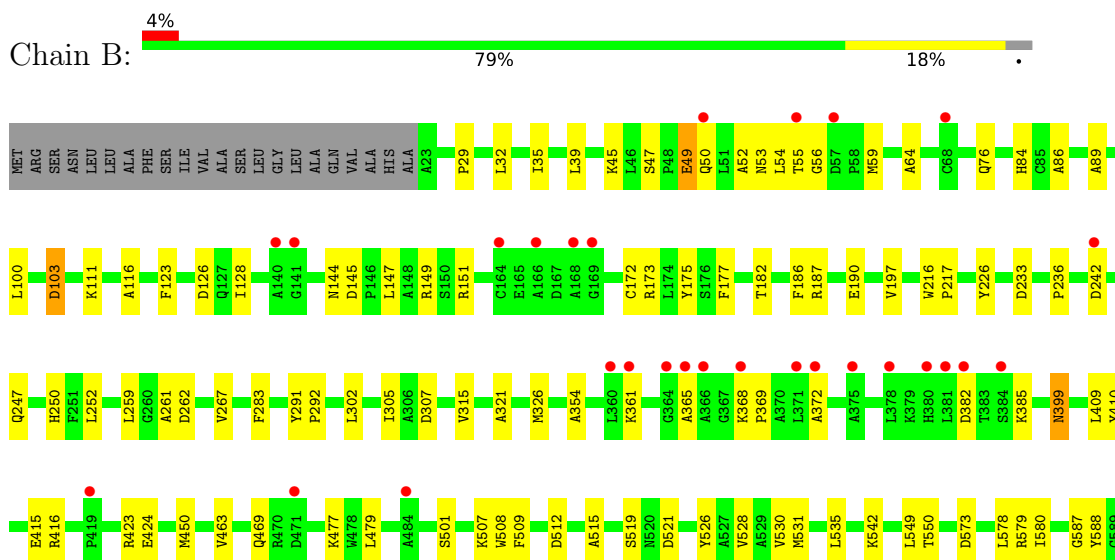 4%
Chain B:
79% 18% •
MET ARG SER ASN LEU LEU ALA PHE SER ILE VAL ALA SER LEU GLY LEU ALA GLN VAL ALA HIS ALA A23 P29 L32 I35 L39 K45 L46 S47 P48 E49 Q50 L51 A52 N53 L54 T55 G56 D57 P58 M59 A64 C68 Q76 H84 C85 A86 A89
L100 D103 K111 A116 F123 D126 Q127 I128 A140 G141 N144 D145 P146 L147 A148 R149 S150 R151 C164 E165 A166 D167 A168 G169 C172 R173 L174 Y175 S176 F177 T182 F186 R187 E190 V197 W216 P217 Y226 D233 P236 D242
Q247 H250 F251 L252 L259 G260 A261 D262 V267 F283 Y291 P292 L302 I305 A306 D307 V315 A321 M326 A354 L360 K361 G364 A365 A366 G367 K368 P369 A370 L371 A372 A375 L378 K379 H380 L381 D382 T383 S384 K385 N399 L409 Y410
E415 R416 P419 R423 E424 M450 V463 Q469 R470 D471 K477 W478 L479 A484 S501 K507 W508 F509 D512 A515 S519 N520 D521 Y526 A527 V528 A529 V530 M531 L535 K542 L549 T550 D573 L578 R579 I580 G587 Y588